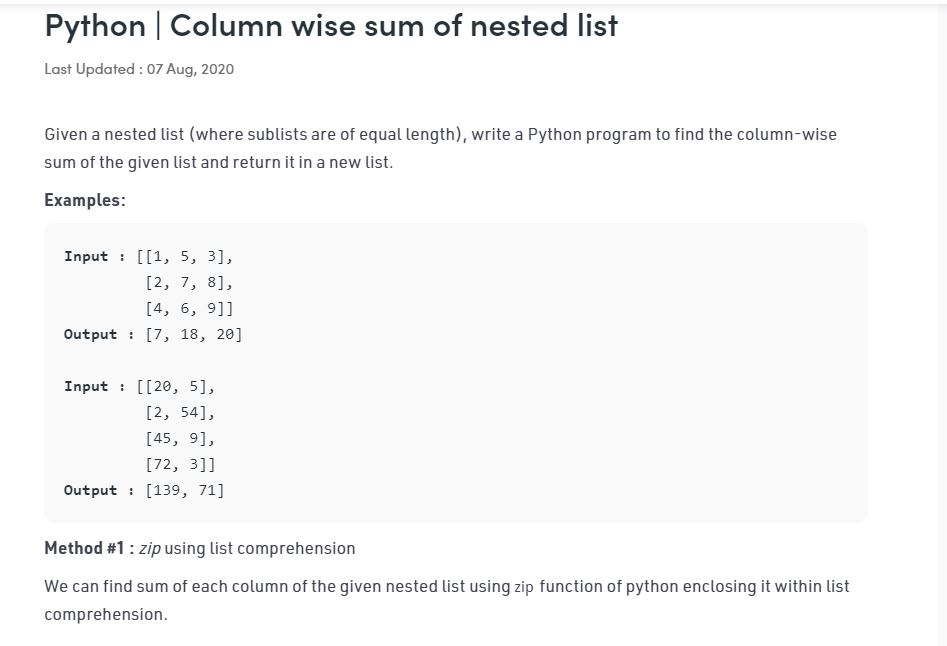 Python | Column wise sum of nested list
Last Updated : 07 Aug, 2020
Given a nested list (where sublists are of equal length), write a Python program to find the column-wise
sum of the given list and return it in a new list.
Examples:
Input : [[1, 5, 3],
         [2, 7, 8],
         [4, 6, 9]]
Output : [7, 18, 20]
Input : [[20, 5],
         [2, 54],
         [45, 9],
         [72, 3]]
Output : [139, 71]
Method #1 : zip using list comprehension
We can find sum of each column of the given nested list using zip function of python enclosing it within list
comprehension.